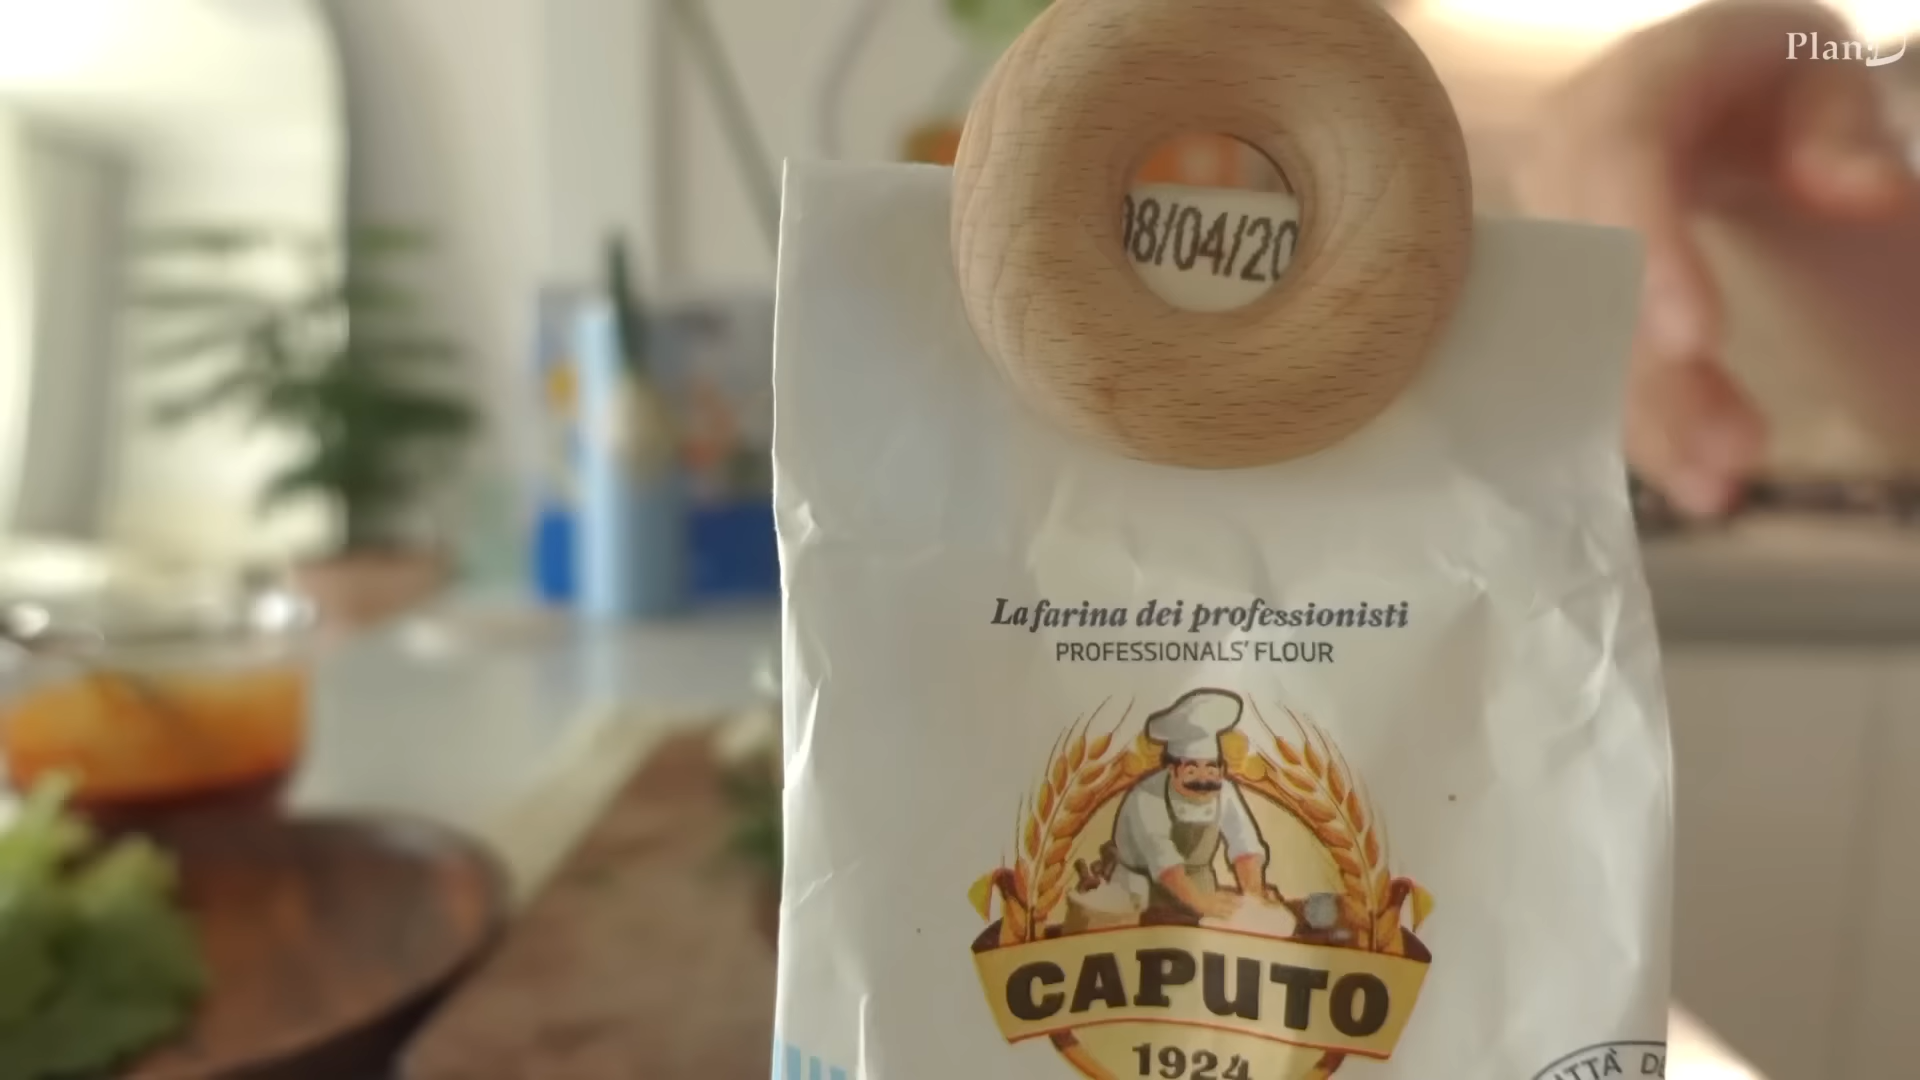 Plan D
08/04/20
La farina dei professionisti
PROFESSIONALS' FLOUR
CAPUTO
1924